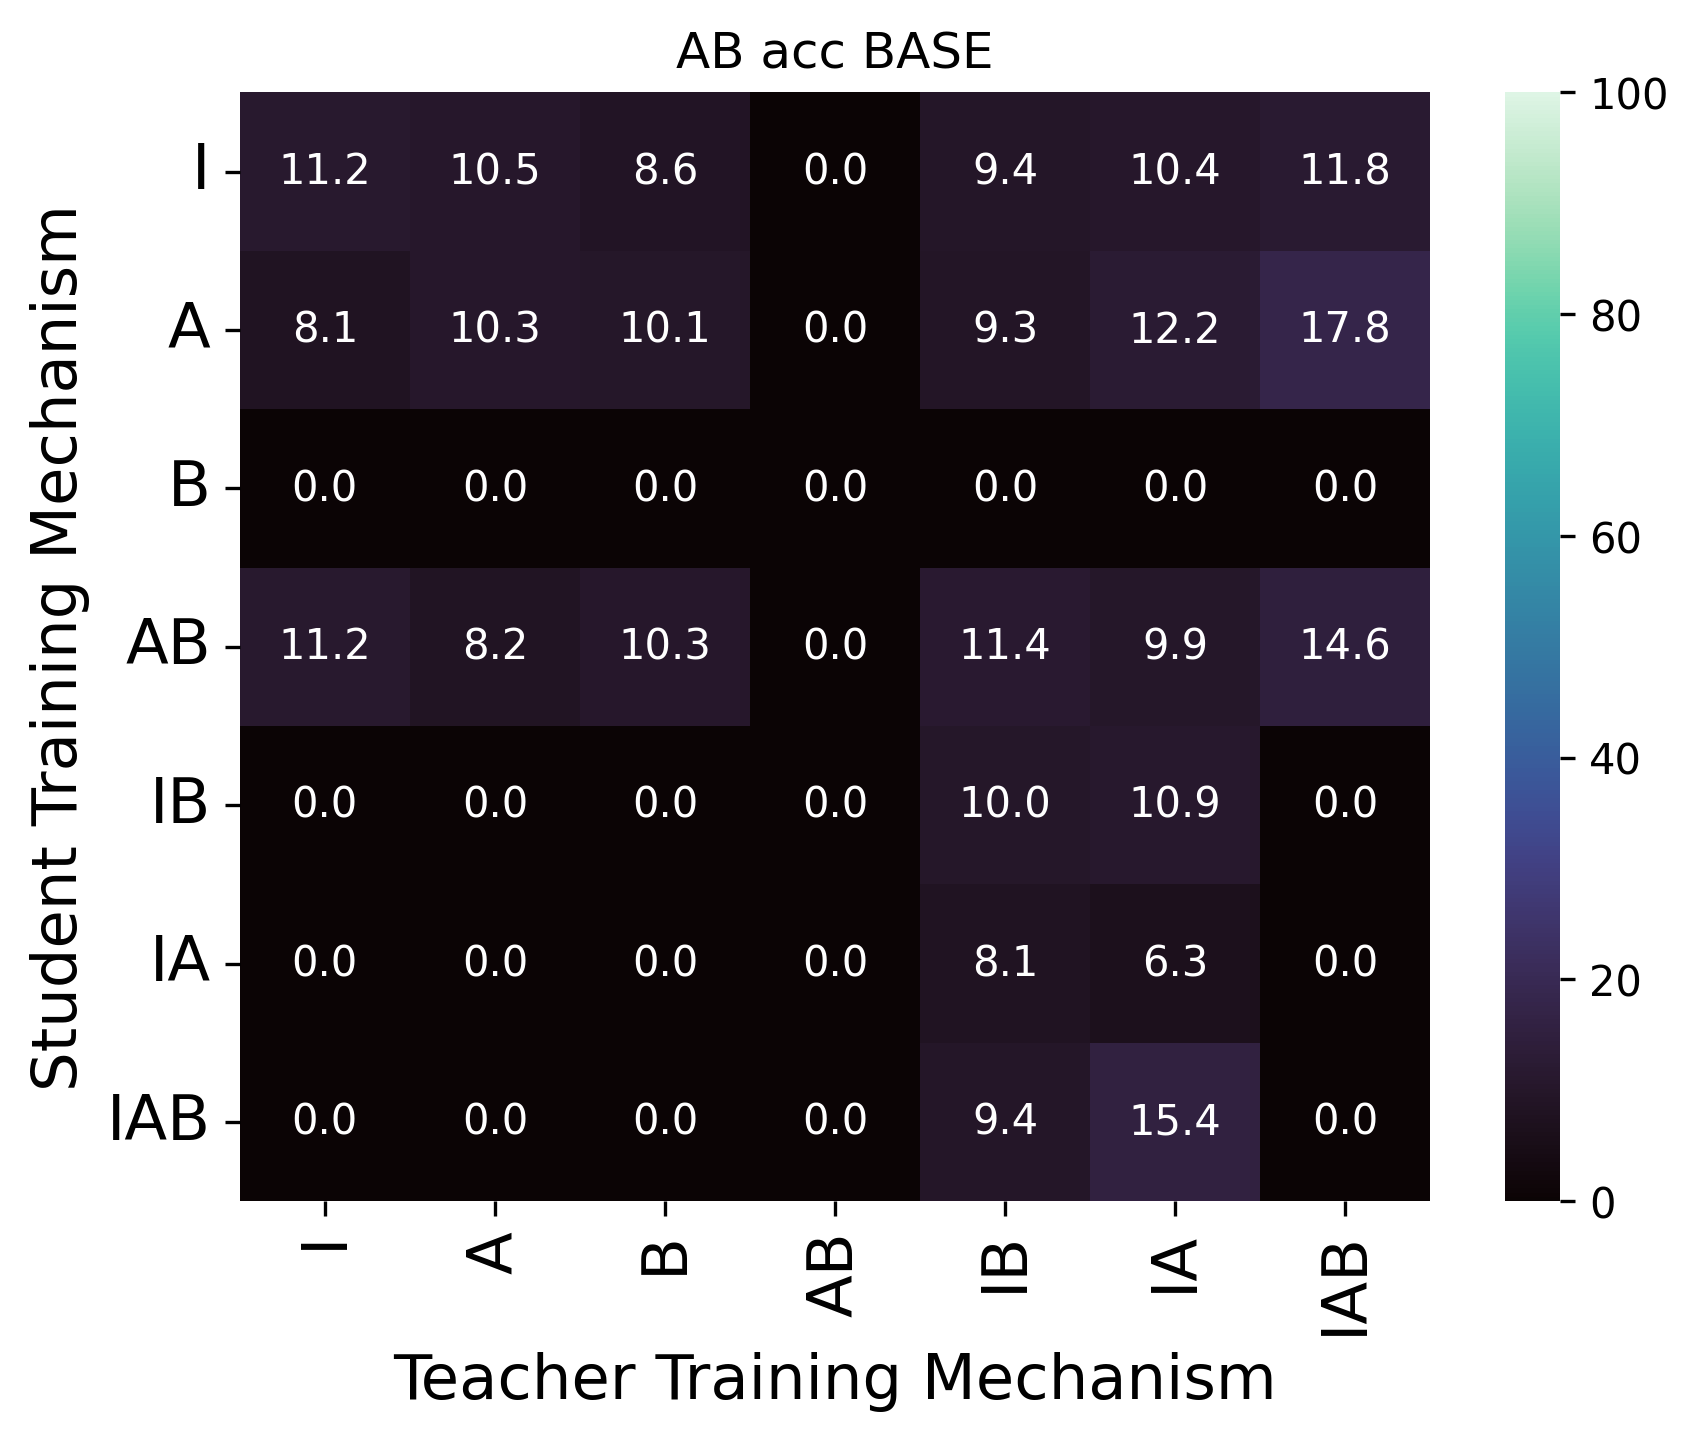 AB acc BASE
Student Training Mechanism
I 11.2 10.5 8.6 0.0 9.4 10.4 11.8
A 8.1 10.3 10.1 0.0 9.3 12.2 17.8
B 0.0 0.0 0.0 0.0 0.0 0.0 0.0
AB 11.2 8.2 10.3 0.0 11.4 9.9 14.6
IB 0.0 0.0 0.0 0.0 10.0 10.9 0.0
IA 0.0 0.0 0.0 0.0 8.1 6.3 0.0
IAB 0.0 0.0 0.0 0.0 9.4 15.4 0.0
I A B AB IB IA IAB
Teacher Training Mechanism
100
80
60
40
20
0